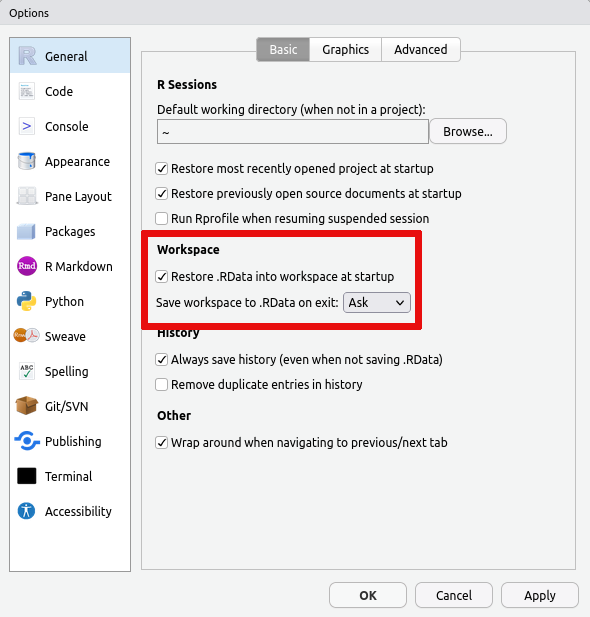 Options
General
Code
Console
Appearance
Pane Layout
Packages
Rmd R Markdown
Python
Sweave
ABC
Spelling
Git/SVN
Publishing
Terminal
Accessibility
Basic Graphics Advanced
R Sessions
Default working directory (when not in a project):
~ Browse...
Restore most recently opened project at startup
Restore previously open source documents at startup
Run Rprofile when resuming suspended session
Workspace
Restore .RData into workspace at startup
Save workspace to .RData on exit: Ask
History
Always save history (even when not saving .RData)
Remove duplicate entries in history
Other
Wrap around when navigating to previous/next tab
OK Cancel Apply